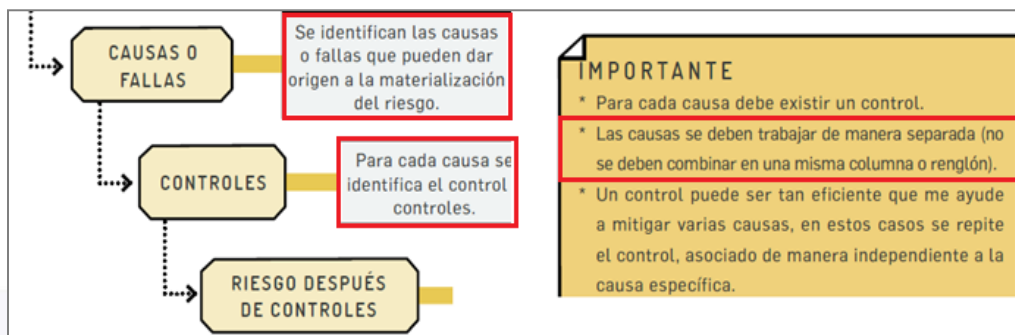 CAUSAS O
FALLAS
Se identifican las causas
o fallas que pueden dar
origen a la materialización
del riesgo.
CONTROLES
Para cada causa se
identifica el control
controles.
RIESGO DESPUÉS
DE CONTROLES
IMPORTANTE
* Para cada causa debe existir un control.
* Las causas se deben trabajar de manera separada (no
se deben combinar en una misma columna o renglón).
* Un control puede ser tan eficiente que me ayude
a mitigar varias causas, en estos casos se repite
el control, asociado de manera independiente a la
causa específica.